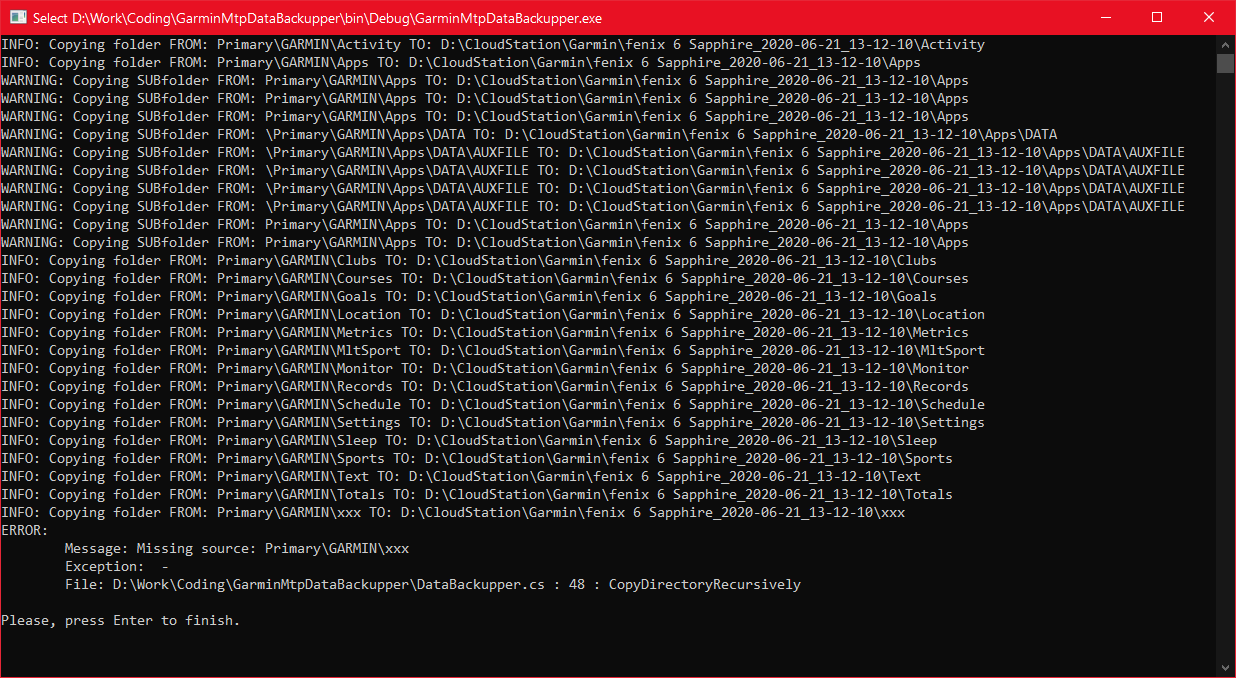 Select D:\Work\Coding\GarminMtpDataBackupper\bin\Debug\GarminMtpDataBackupper.exe
INFO: Copying folder FROM: Primary\GARMIN\Activity TO: D:\CloudStation\Garmin\fenix 6 Sapphire_2020-06-21_13-12-10\Activity
INFO: Copying folder FROM: Primary\GARMIN\Apps TO: D:\CloudStation\Garmin\fenix 6 Sapphire_2020-06-21_13-12-10\Apps
WARNING: Copying SUBfolder FROM: Primary\GARMIN\Apps TO: D:\CloudStation\Garmin\fenix 6 Sapphire_2020-06-21_13-12-10\Apps
WARNING: Copying SUBfolder FROM: Primary\GARMIN\Apps TO: D:\CloudStation\Garmin\fenix 6 Sapphire_2020-06-21_13-12-10\Apps
WARNING: Copying SUBfolder FROM: Primary\GARMIN\Apps TO: D:\CloudStation\Garmin\fenix 6 Sapphire_2020-06-21_13-12-10\Apps
WARNING: Copying SUBfolder FROM: \Primary\GARMIN\Apps\DATA TO: D:\CloudStation\Garmin\fenix 6 Sapphire_2020-06-21_13-12-10\Apps\DATA
WARNING: Copying SUBfolder FROM: \Primary\GARMIN\Apps\DATA\AUXFILE TO: D:\CloudStation\Garmin\fenix 6 Sapphire_2020-06-21_13-12-10\Apps\DATA\AUXFILE
WARNING: Copying SUBfolder FROM: \Primary\GARMIN\Apps\DATA\AUXFILE TO: D:\CloudStation\Garmin\fenix 6 Sapphire_2020-06-21_13-12-10\Apps\DATA\AUXFILE
WARNING: Copying SUBfolder FROM: \Primary\GARMIN\Apps\DATA\AUXFILE TO: D:\CloudStation\Garmin\fenix 6 Sapphire_2020-06-21_13-12-10\Apps\DATA\AUXFILE
WARNING: Copying SUBfolder FROM: \Primary\GARMIN\Apps\DATA\AUXFILE TO: D:\CloudStation\Garmin\fenix 6 Sapphire_2020-06-21_13-12-10\Apps\DATA\AUXFILE
WARNING: Copying SUBfolder FROM: Primary\GARMIN\Apps TO: D:\CloudStation\Garmin\fenix 6 Sapphire_2020-06-21_13-12-10\Apps
WARNING: Copying SUBfolder FROM: Primary\GARMIN\Apps TO: D:\CloudStation\Garmin\fenix 6 Sapphire_2020-06-21_13-12-10\Apps
INFO: Copying folder FROM: Primary\GARMIN\Clubs TO: D:\CloudStation\Garmin\fenix 6 Sapphire_2020-06-21_13-12-10\Clubs
INFO: Copying folder FROM: Primary\GARMIN\Courses TO: D:\CloudStation\Garmin\fenix 6 Sapphire_2020-06-21_13-12-10\Courses
INFO: Copying folder FROM: Primary\GARMIN\Goals TO: D:\CloudStation\Garmin\fenix 6 Sapphire_2020-06-21_13-12-10\Goals
INFO: Copying folder FROM: Primary\GARMIN\Location TO: D:\CloudStation\Garmin\fenix 6 Sapphire_2020-06-21_13-12-10\Location
INFO: Copying folder FROM: Primary\GARMIN\Metrics TO: D:\CloudStation\Garmin\fenix 6 Sapphire_2020-06-21_13-12-10\Metrics
INFO: Copying folder FROM: Primary\GARMIN\MltSport TO: D:\CloudStation\Garmin\fenix 6 Sapphire_2020-06-21_13-12-10\MltSport
INFO: Copying folder FROM: Primary\GARMIN\Monitor TO: D:\CloudStation\Garmin\fenix 6 Sapphire_2020-06-21_13-12-10\Monitor
INFO: Copying folder FROM: Primary\GARMIN\Records TO: D:\CloudStation\Garmin\fenix 6 Sapphire_2020-06-21_13-12-10\Records
INFO: Copying folder FROM: Primary\GARMIN\Schedule TO: D:\CloudStation\Garmin\fenix 6 Sapphire_2020-06-21_13-12-10\Schedule
INFO: Copying folder FROM: Primary\GARMIN\Settings TO: D:\CloudStation\Garmin\fenix 6 Sapphire_2020-06-21_13-12-10\Settings
INFO: Copying folder FROM: Primary\GARMIN\Sleep TO: D:\CloudStation\Garmin\fenix 6 Sapphire_2020-06-21_13-12-10\Sleep
INFO: Copying folder FROM: Primary\GARMIN\Sports TO: D:\CloudStation\Garmin\fenix 6 Sapphire_2020-06-21_13-12-10\Sports
INFO: Copying folder FROM: Primary\GARMIN\Text TO: D:\CloudStation\Garmin\fenix 6 Sapphire_2020-06-21_13-12-10\Text
INFO: Copying folder FROM: Primary\GARMIN\Totals TO: D:\CloudStation\Garmin\fenix 6 Sapphire_2020-06-21_13-12-10\Totals
INFO: Copying folder FROM: Primary\GARMIN\xxx TO: D:\CloudStation\Garmin\fenix 6 Sapphire_2020-06-21_13-12-10\xxx
ERROR:
Message: Missing source: Primary\GARMIN\xxx
Exception:  -
File: D:\Work\Coding\GarminMtpDataBackupper\DataBackupper.cs : 48 : CopyDirectoryRecursively
Please, press Enter to finish.